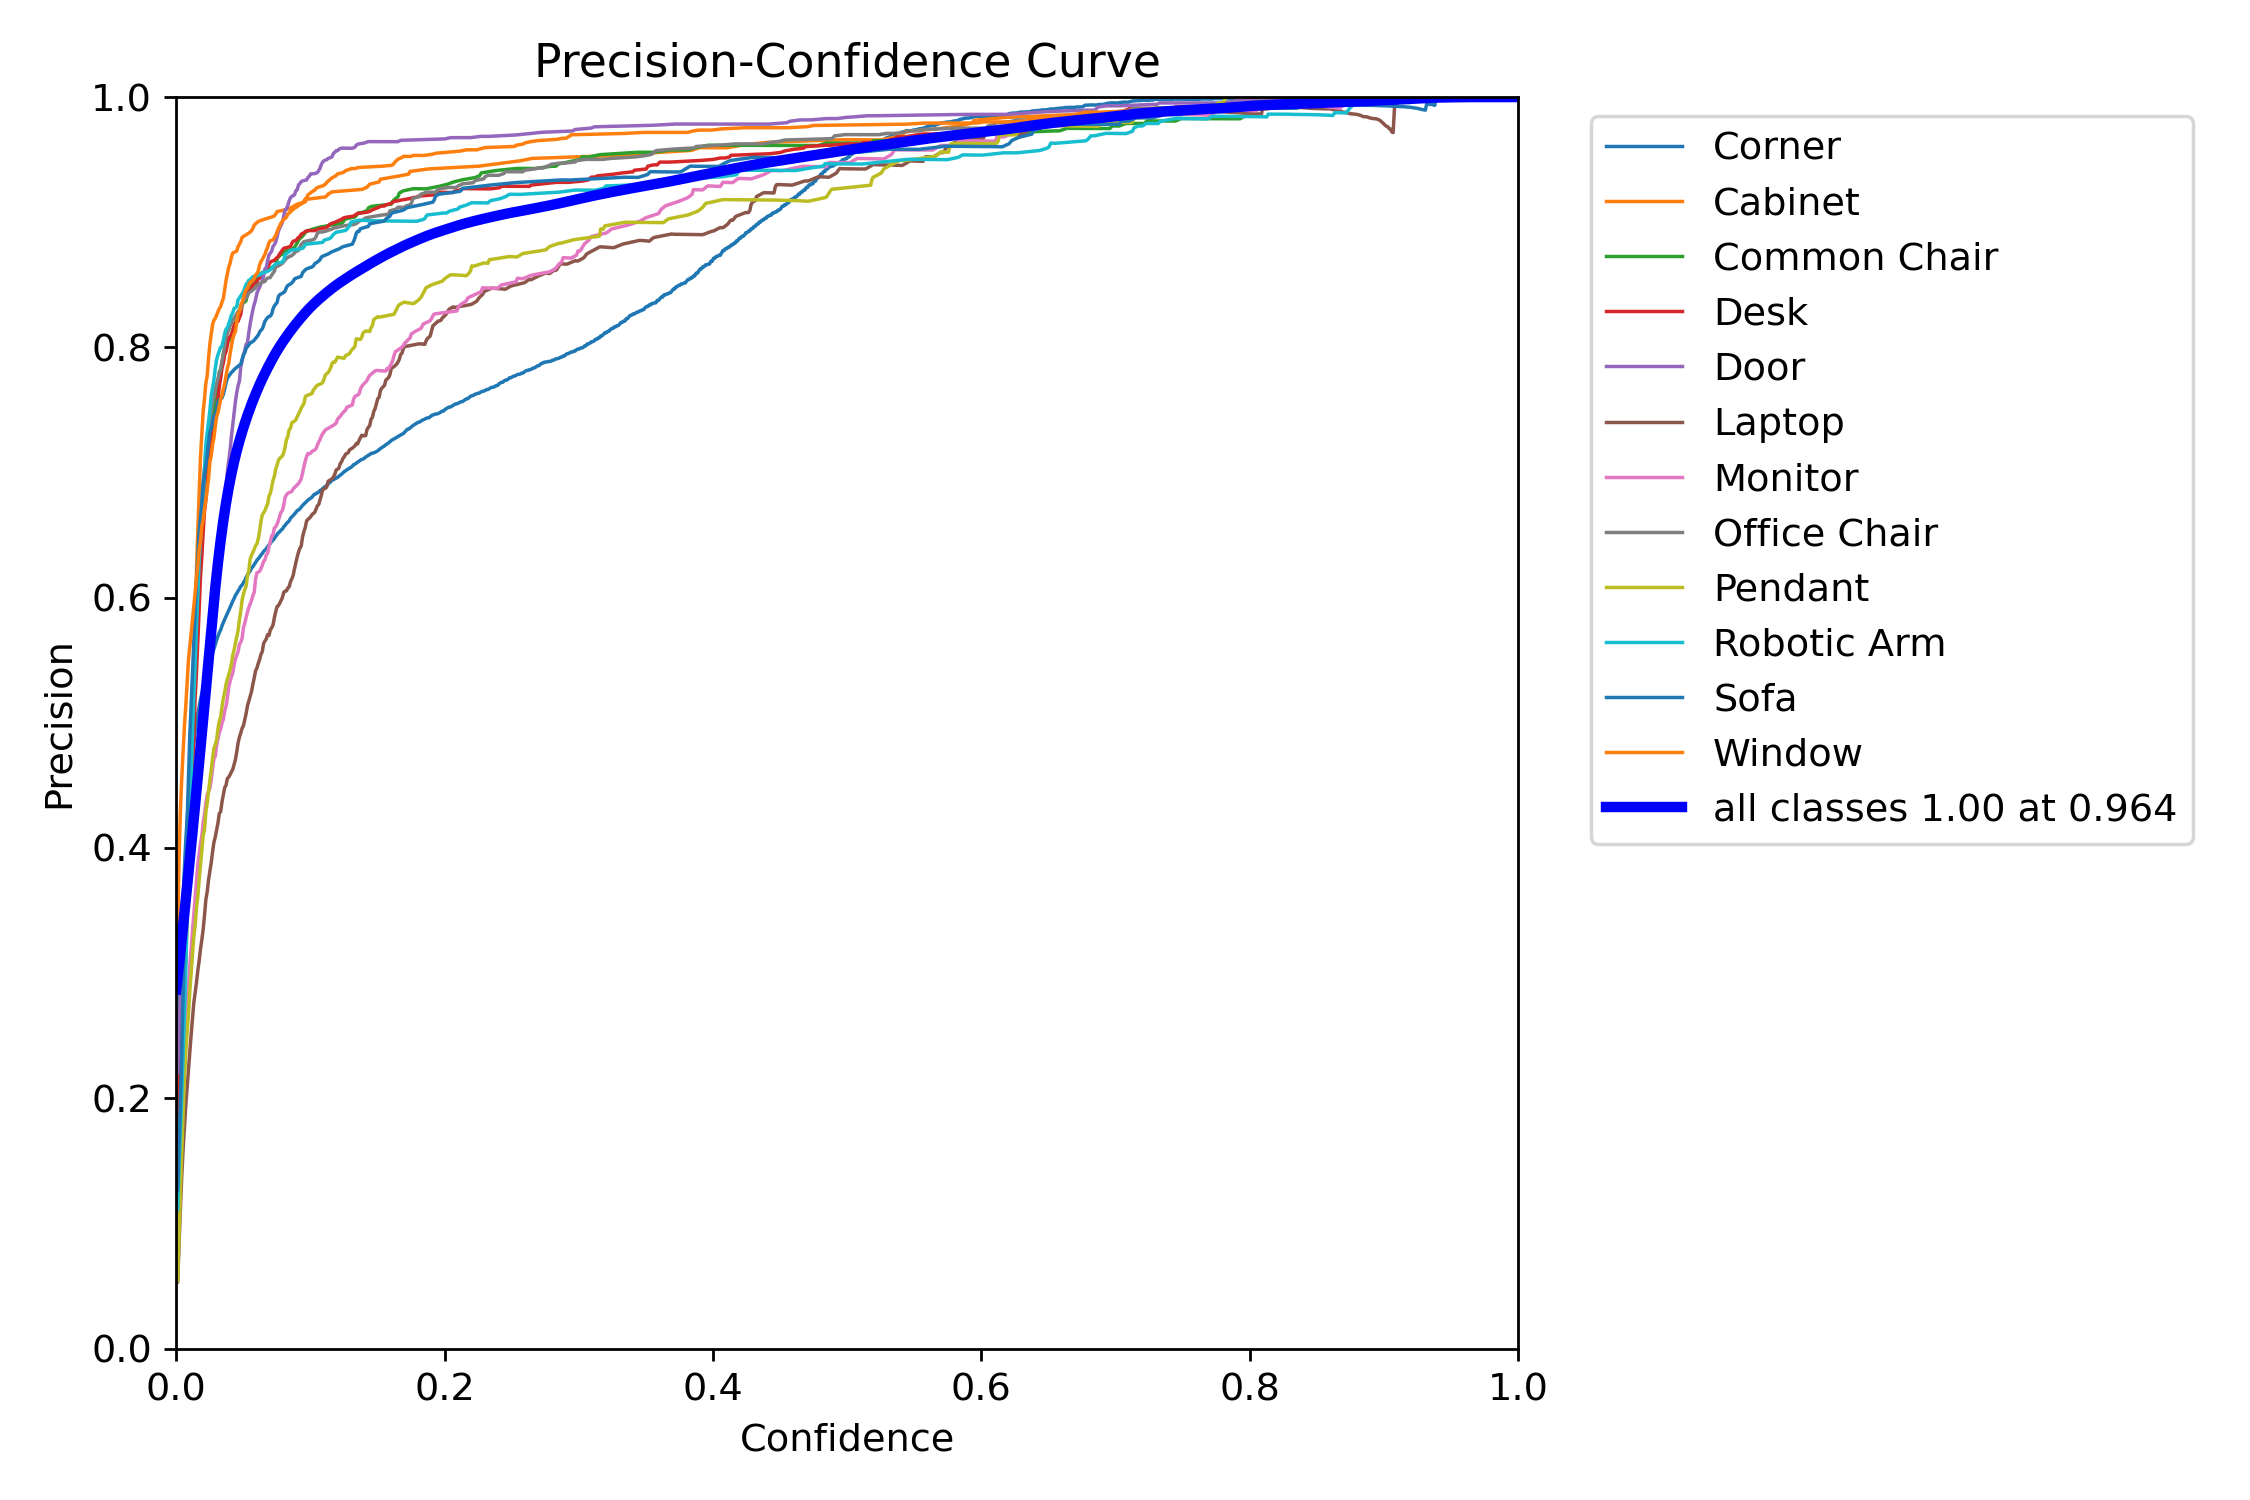 Precision-Confidence Curve
1.0
0.8
0.6
0.4
0.2
0.0
Precision
0.0 0.2 0.4 0.6 0.8 1.0
Confidence
Corner
Cabinet
Common Chair
Desk
Door
Laptop
Monitor
Office Chair
Pendant
Robotic Arm
Sofa
Window
all classes 1.00 at 0.964